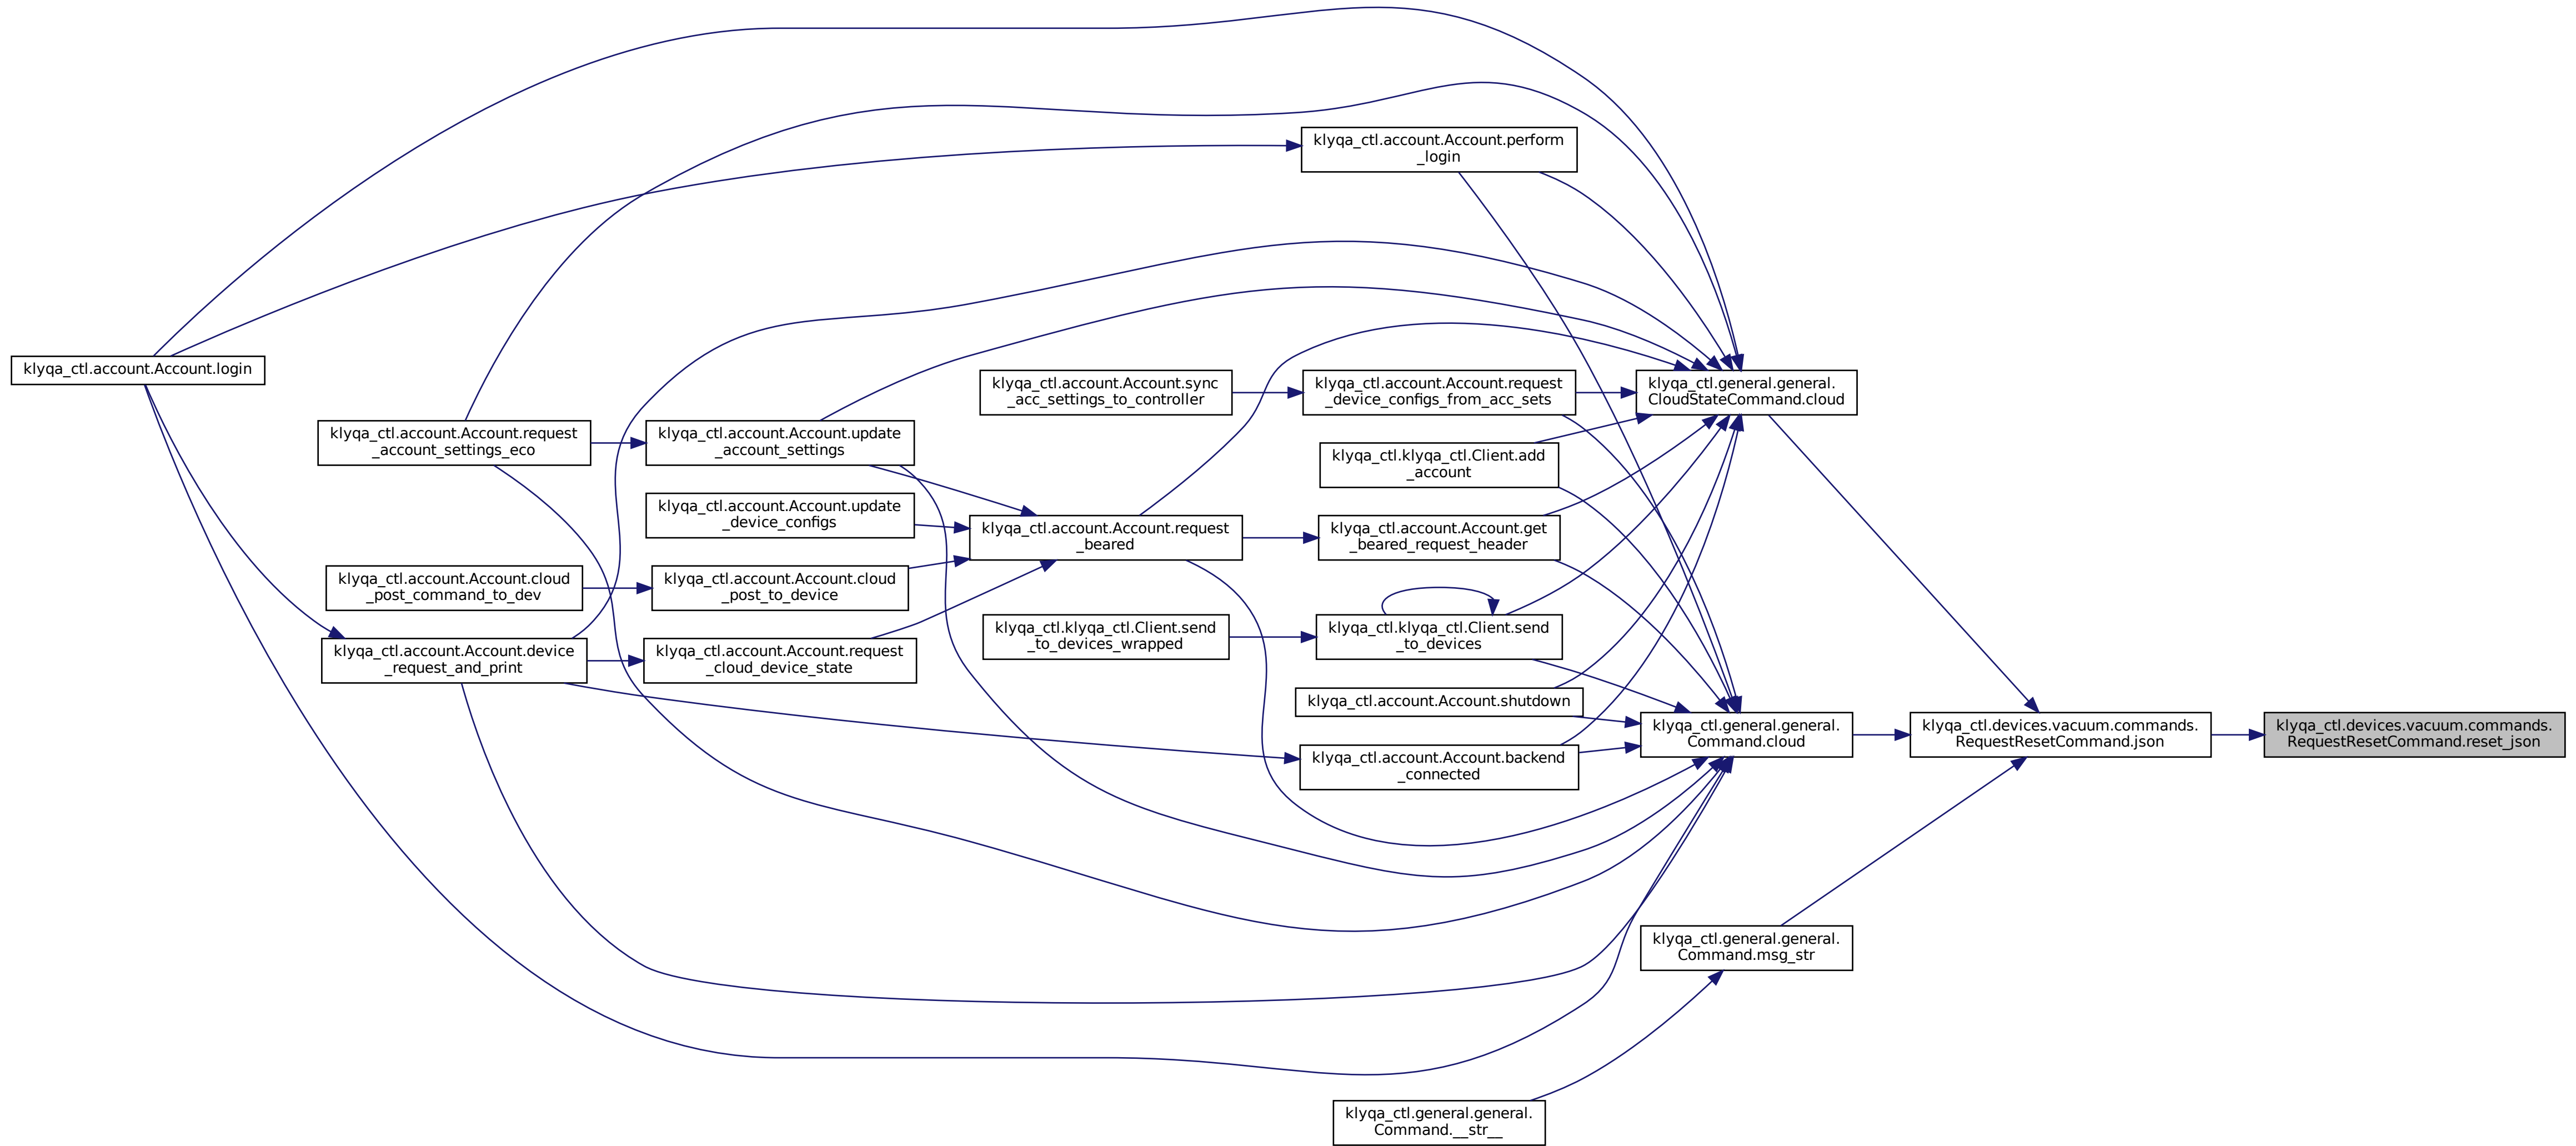 klyqa_ctl.account.Account.perform
_login
klyqa_ctl.account.Account.login
klyqa_ctl.account.Account.sync
_acc_settings_to_controller
klyqa_ctl.account.Account.request
_device_configs_from_acc_sets
klyqa_ctl.general.general.
CloudStateCommand.cloud
klyqa_ctl.account.Account.request
_account_settings_eco
klyqa_ctl.account.Account.update
_account_settings
klyqa_ctl.klyqa_ctl.Client.add
_account
klyqa_ctl.account.Account.update
_device_configs
klyqa_ctl.account.Account.request
_beared
klyqa_ctl.account.Account.get
_beared_request_header
klyqa_ctl.account.Account.cloud
_post_command_to_dev
klyqa_ctl.account.Account.cloud
_post_to_device
klyqa_ctl.klyqa_ctl.Client.send
_to_devices_wrapped
klyqa_ctl.klyqa_ctl.Client.send
_to_devices
klyqa_ctl.account.Account.device
_request_and_print
klyqa_ctl.account.Account.request
_cloud_device_state
klyqa_ctl.account.Account.shutdown
klyqa_ctl.general.general.
Command.cloud
klyqa_ctl.devices.vacuum.commands.
RequestResetCommand.json
klyqa_ctl.devices.vacuum.commands.
RequestResetCommand.reset_json
klyqa_ctl.account.Account.backend
_connected
klyqa_ctl.general.general.
Command.msg_str
klyqa_ctl.general.general.
Command.__str__